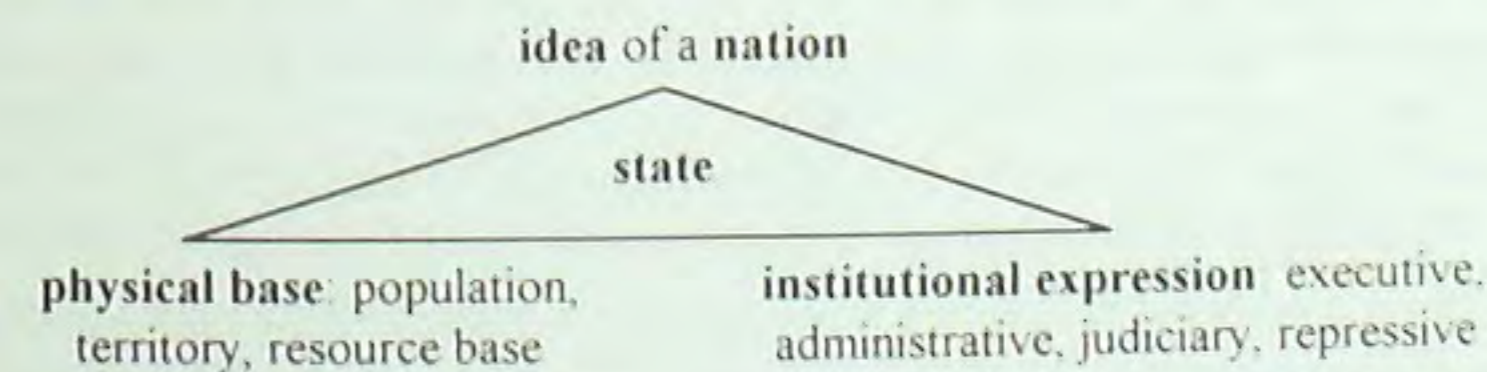 idea of a nation
state
physical base: population,
territory, resource base
institutional expression executive,
administrative, judiciary, repressive